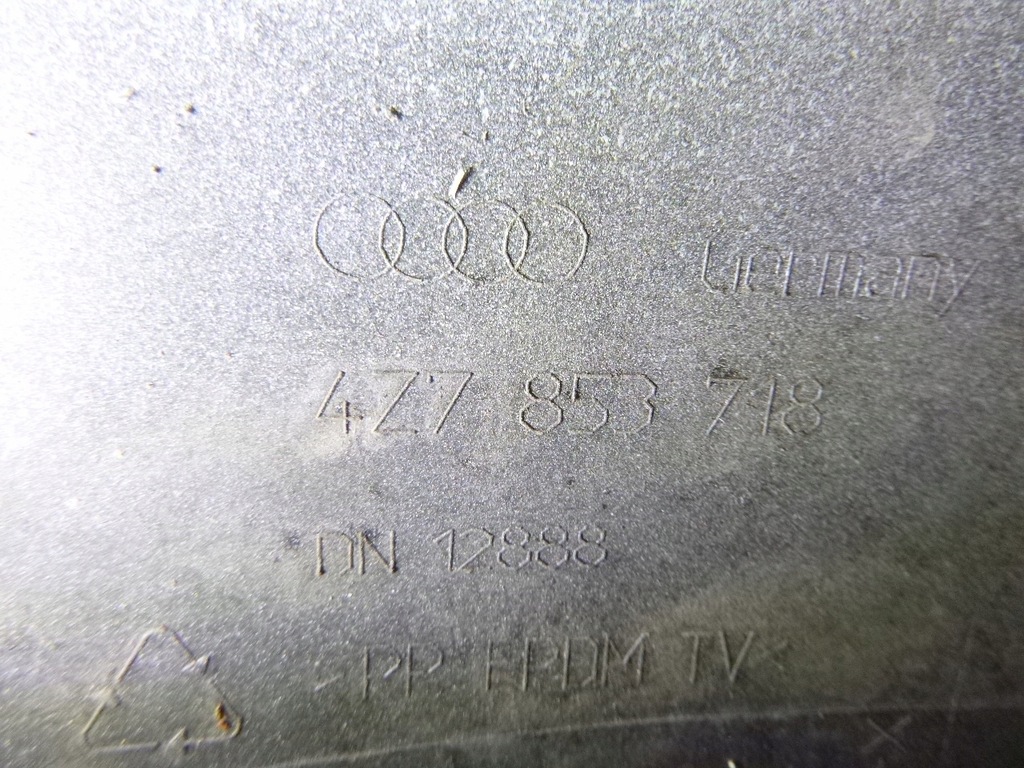 Germany
4Z7 853 718
DN 12888
>PP EPDM TV<